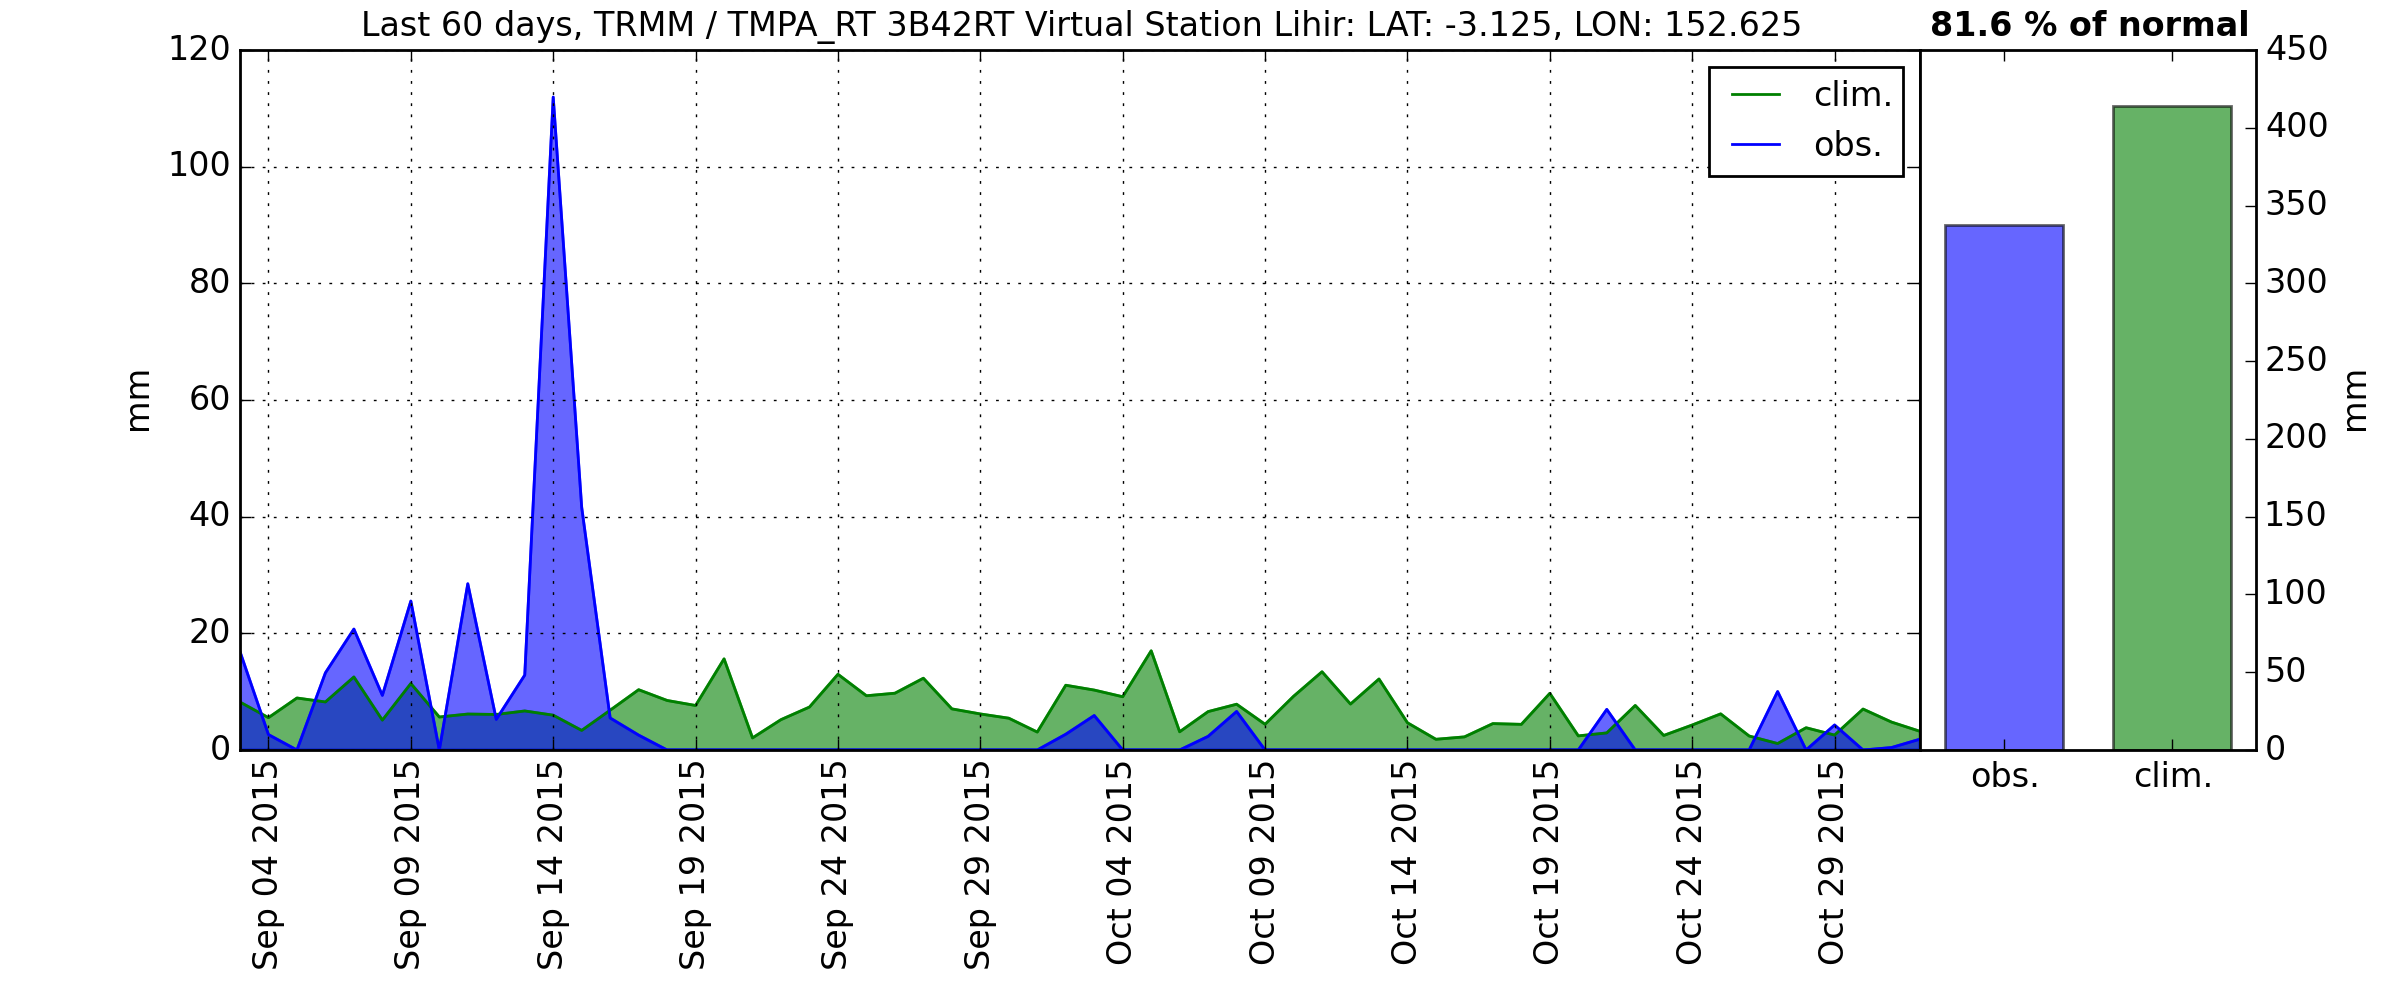 Last 60 days, TRMM / TMPA_RT 3B42RT Virtual Station Lihir: LAT: -3.125, LON: 152.625
81.6 % of normal
120
100
80
60
40
20
0
mm
clim.
obs.
Sep 04 2015
Sep 09 2015
Sep 14 2015
Sep 19 2015
Sep 24 2015
Sep 29 2015
Oct 04 2015
Oct 09 2015
Oct 14 2015
Oct 19 2015
Oct 24 2015
Oct 29 2015
450
400
350
300
250
200
150
100
50
0
mm
obs.
clim.